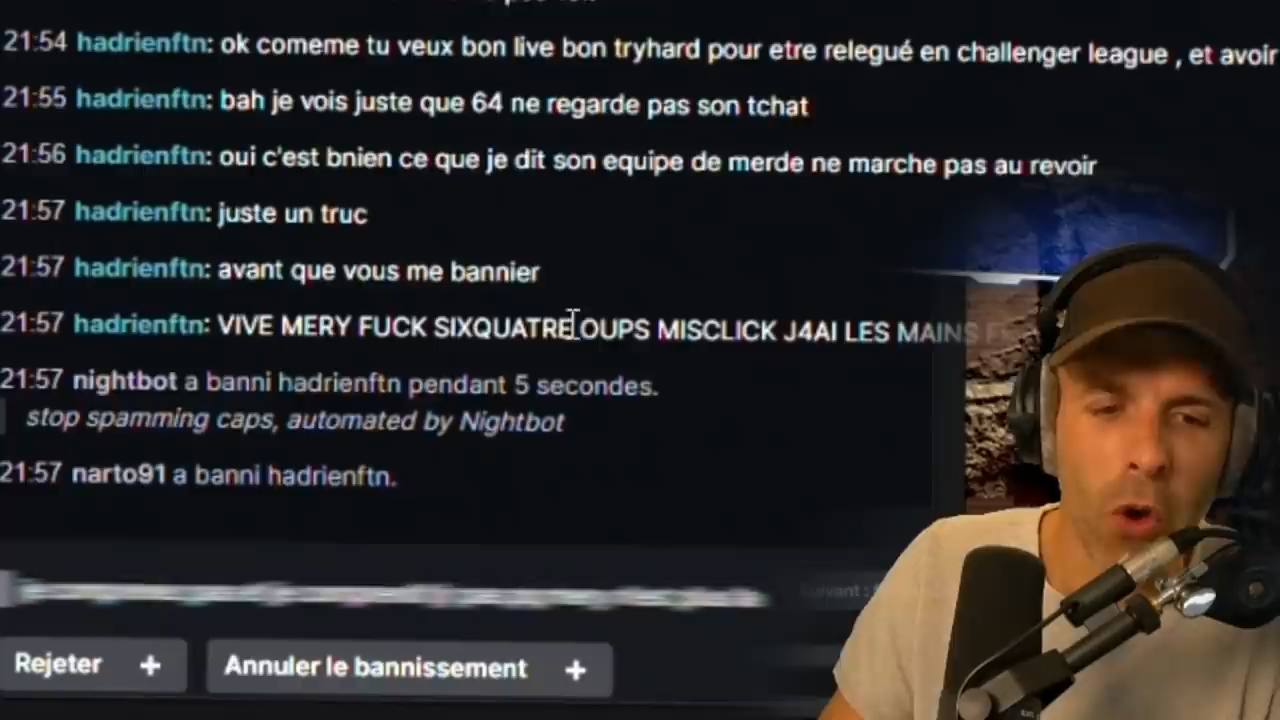 21:54 hadrienftn: ok comeme tu veux bon live bon tryhard pour etre relegué en challenger league , et avoir
21:55 hadrienftn: bah je vois juste que 64 ne regarde pas son tchat
21:56 hadrienftn: oui c'est bnien ce que je dit son equipe de merde ne marche pas au revoir
21:57 hadrienftn: juste un truc
21:57 hadrienftn: avant que vous me bannier
21:57 hadrienftn: VIVE MERY FUCK SIXQUATRE OUPS MISCLICK J4AI LES MAINS
21:57 nightbot a banni hadrienftn pendant 5 secondes.
stop spamming caps, automated by Nightbot
21:57 narto91 a banni hadrienftn.
Suivant :
Rejeter +
Annuler le bannissement +